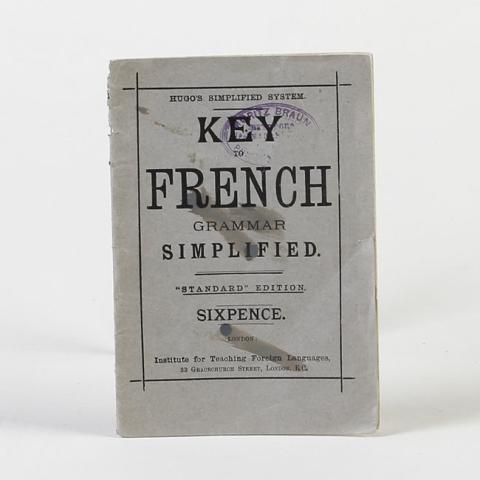 HUGO'S SIMPLIFIED SYSTEM.
KEY
TO
FRENCH
GRAMMAR
SIMPLIFIED.
"STANDARD" EDITION.
SIXPENCE.
LONDON:
Institute for Teaching Foreign Languages,
33 Gracechurch Street, London, E.C.
BRAUN